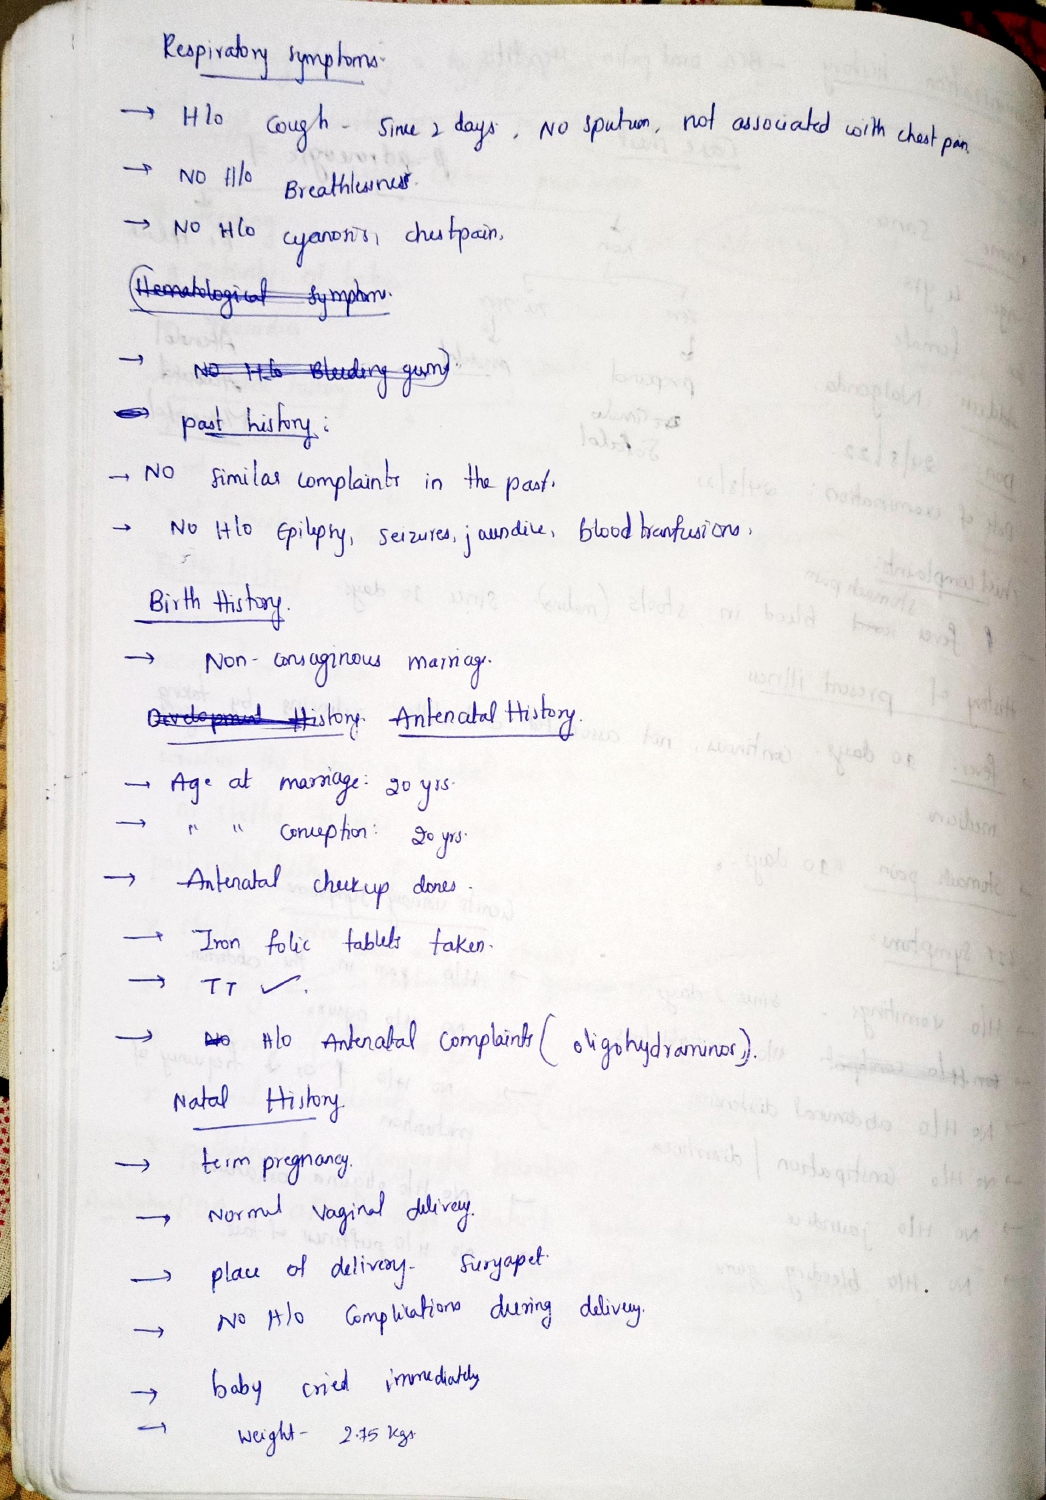 Respiratory symptoms-
→ H/o Cough - Since 2 days, NO sputum, not associated with chest pain
→ NO H/o Breathlessness.
→ NO H/o cyanosis, chestpain,
(Hematological Symptoms.
→ NO H/o Bleeding gums).
past history:
→ NO Similar complaints in the past.
→ NO H/o Epilepsy, seizures, jaundice, blood tranfusions,
Birth History.
→ Non-consaginous marriage.
Development History. Antenatal History.
→ Age at marriage: 20 yrs.
→ " " conception: 20 yrs.
→ Antenatal checkup dones.
→ Iron folic tablets taken.
→ TT ✓.
→ No H/o Antenatal complaints (oligohydraminos).
Natal History.
→ term pregnancy.
→ Normal vaginal delivery.
→ place of delivery- Suryapet.
→ NO H/o Complications during delivery.
→ baby cried immediately
→ weight- 2.75 kgs